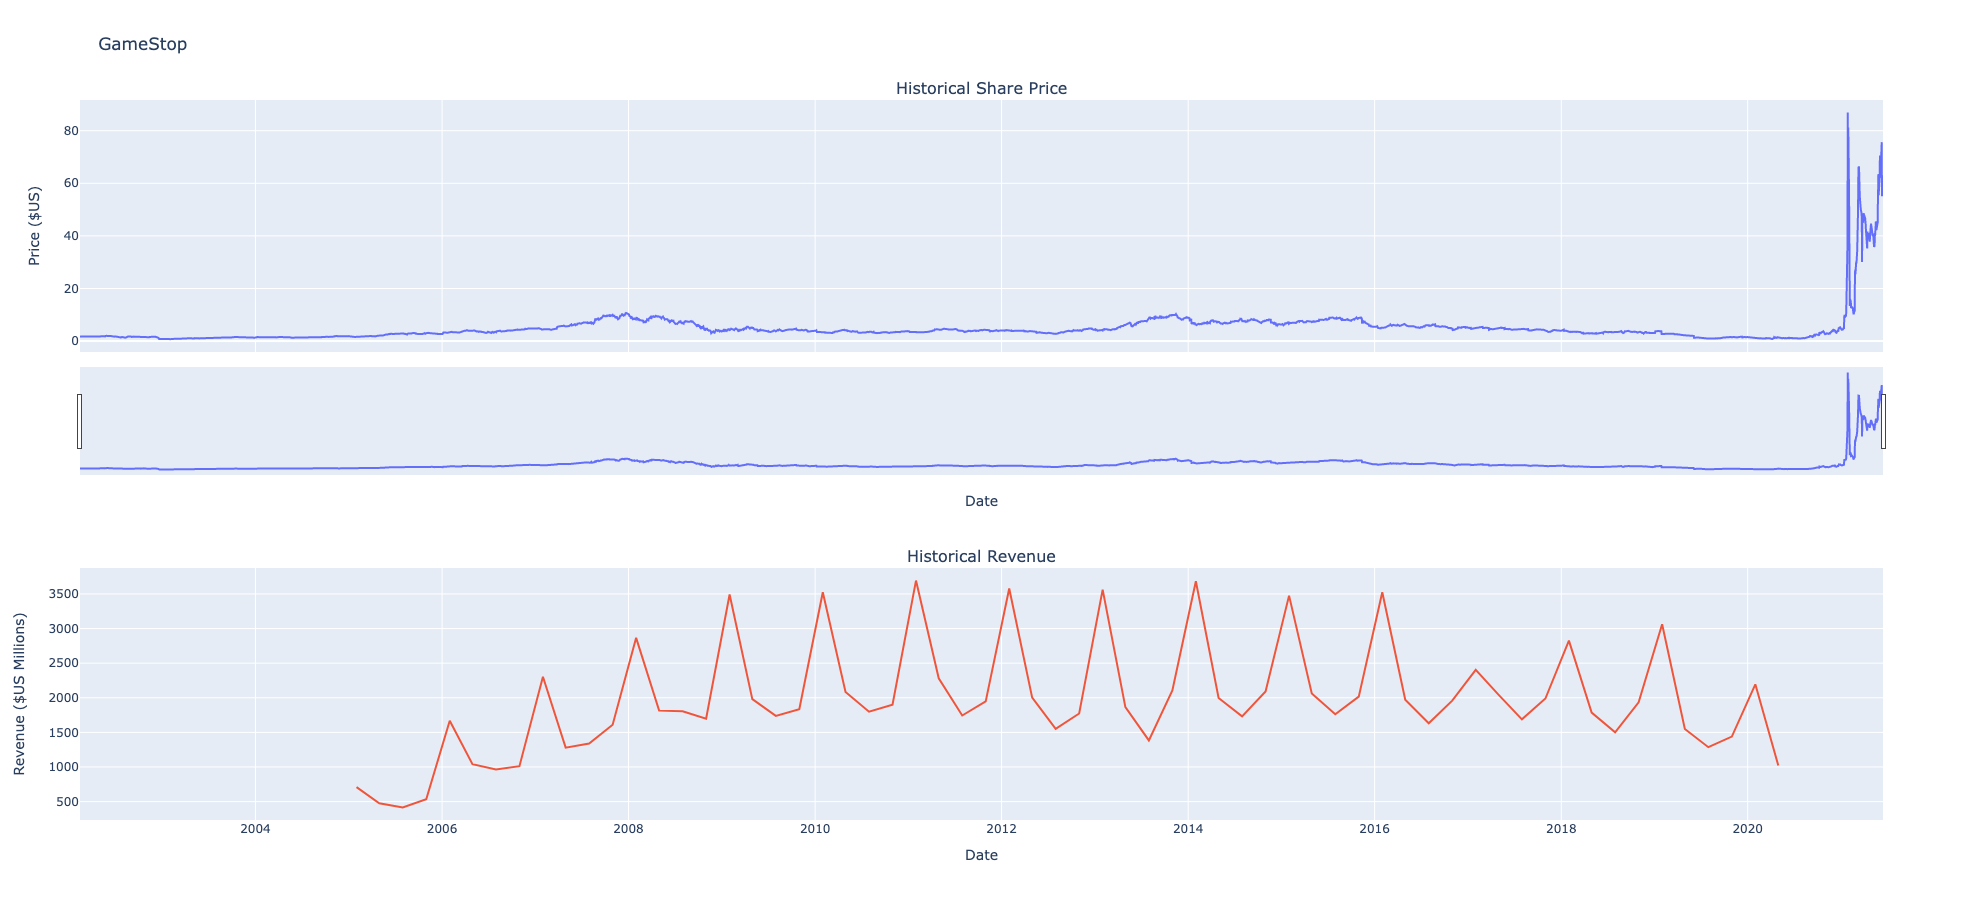 GameStop
Historical Share Price
Price ($US)
80
60
40
20
0
Date
Historical Revenue
Revenue ($US Millions)
3500
3000
2500
2000
1500
1000
500
2004 2006 2008 2010 2012 2014 2016 2018 2020
Date